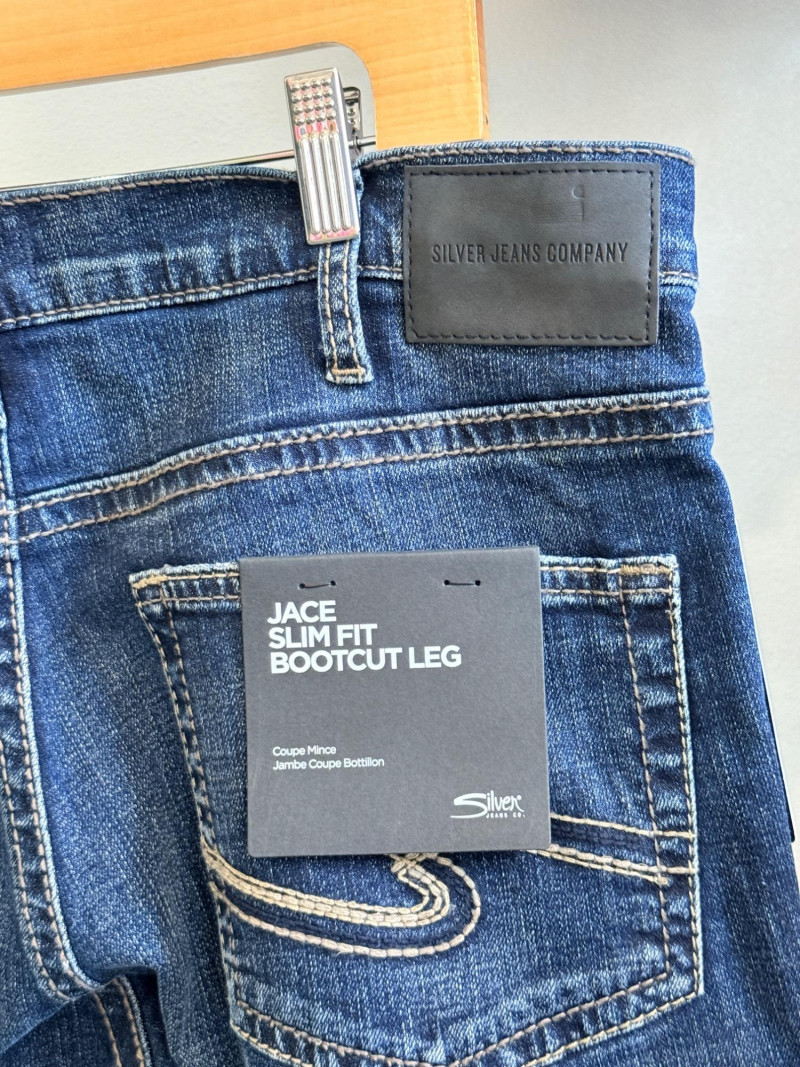 SILVER JEANS COMPANY
JACE
SLIM FIT
BOOTCUT LEG
Coupe Mince
Jambe Coupe Bottillon
Silver
JEANS CO.